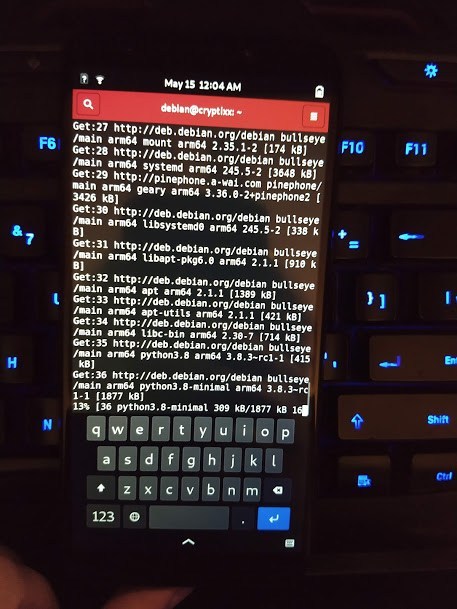 May 15 12:04 AM
debian@cryptixx: ~
Get:27 http://deb.debian.org/debian bullseye
/main arm64 mount arm64 2.35.1-2 [174 kB]
Get:28 http://deb.debian.org/debian bullseye
/main arm64 systemd arm64 245.5-2 [3648 kB]
Get:29 http://pinephone.a-wai.com pinephone/
main arm64 geary arm64 3.36.0-2+pinephone2 [
3426 kB]
Get:30 http://deb.debian.org/debian bullseye
/main arm64 libsystemd0 arm64 245.5-2 [338 k
B]
Get:31 http://deb.debian.org/debian bullseye
/main arm64 libapt-pkg6.0 arm64 2.1.1 [910 k
B]
Get:32 http://deb.debian.org/debian bullseye
/main arm64 apt arm64 2.1.1 [1389 kB]
Get:33 http://deb.debian.org/debian bullseye
/main arm64 apt-utils arm64 2.1.1 [421 kB]
Get:34 http://deb.debian.org/debian bullseye
/main arm64 libc-bin arm64 2.30-7 [714 kB]
Get:35 http://deb.debian.org/debian bullseye
/main arm64 python3.8 arm64 3.8.3~rc1-1 [415
kB]
Get:36 http://deb.debian.org/debian bullseye
/main arm64 python3.8-minimal arm64 3.8.3~rc
1-1 [1877 kB]
13% [36 python3.8-minimal 309 kB/1877 kB 16
q w e r t y u i o p
a s d f g h j k l
z x c v b n m
123 .
F6 F10 F11
& 7 + =
U } ]
H Ent
N Shift
Ctrl